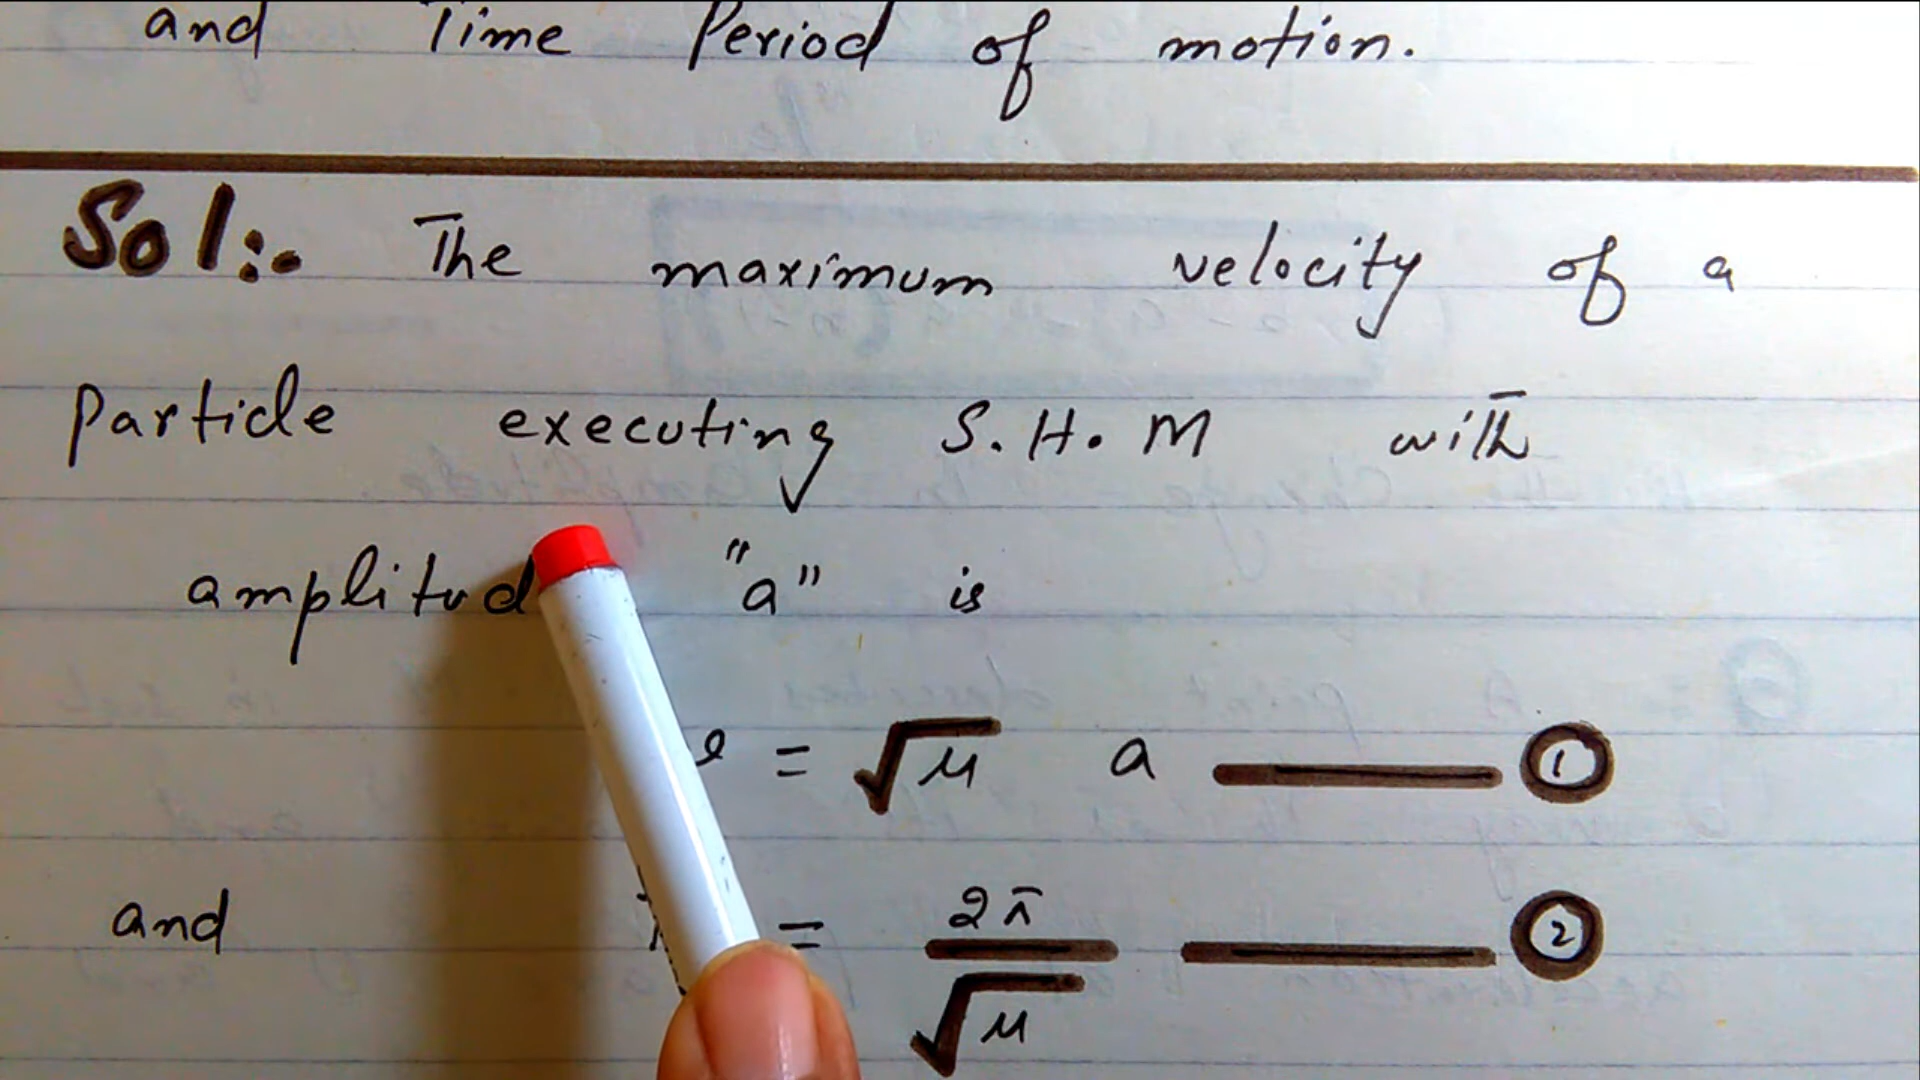 and Time Period of motion.
Sol:- The maximum velocity of a
Particle executing S.H.M with
amplitud "a" is
= √μ a ——— ①
and = 2π / √μ ——— ②